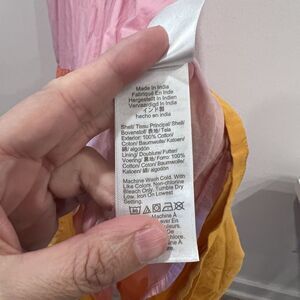 Made In India
Fabriqué En Inde
Hergestellt In Indien
Vervaardigd In India
インド製
hecho en indio
Shell/ Tissu Principal/ Shell/
Bovenstof/ 表地/ Tela
Exterior: 100% Cotton/
Coton/ Baumwolle/ Katoen/
綿/ algodón
Lining/ Doublure/ Futter/
Voering/ 裏地/ Forro: 100%
Cotton/ Coton/ Baumwolle/
Katoen/ 綿/ algodón
Machine Wash Cold, With
Like Colors. Non-chlorine
Bleach Only, Tumble Dry
Low, Iron On Lowest
Setting.
Machine À